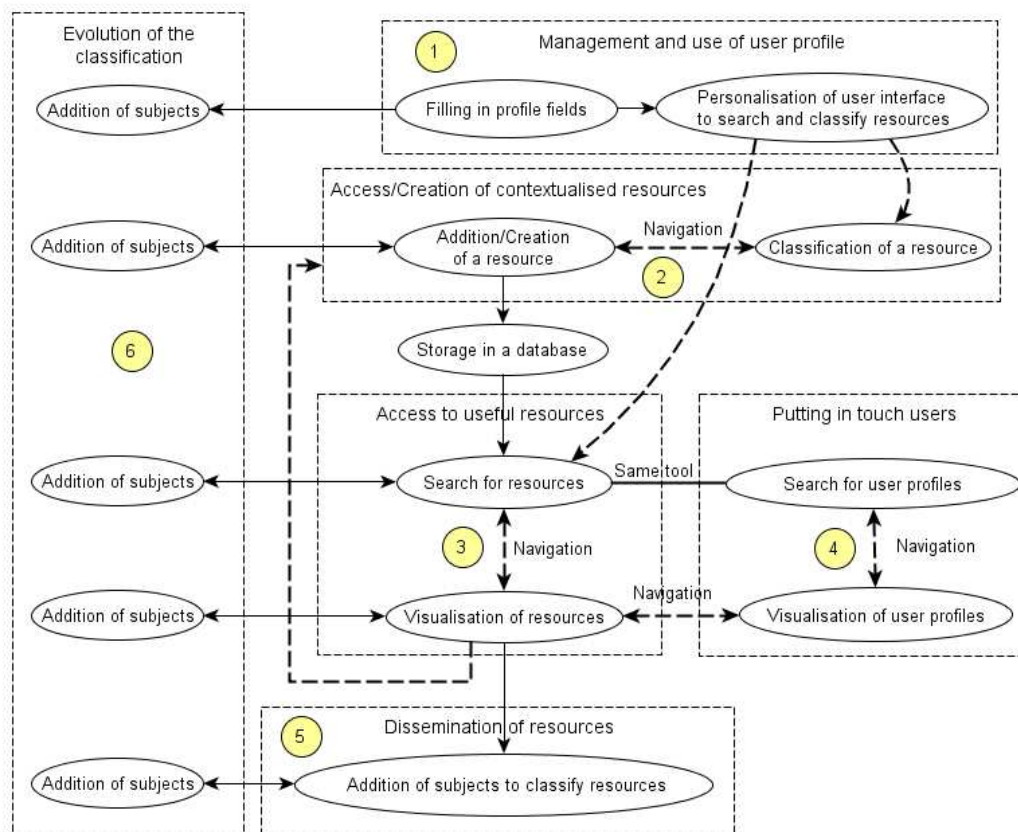 Evolution of the
classification
1
Management and use of user profile
Addition of subjects
Filling in profile fields
Personalisation of user interface
to search and classify resources
Access/Creation of contextualised resources
Addition of subjects
Addition/Creation
of a resource
Navigation
Classification of a resource
2
6
Storage in a database
Access to useful resources
Putting in touch users
Addition of subjects
Search for resources
Same tool
Search for user profiles
3
Navigation
4
Navigation
Addition of subjects
Visualisation of resources
Navigation
Visualisation of user profiles
5
Dissemination of resources
Addition of subjects
Addition of subjects to classify resources